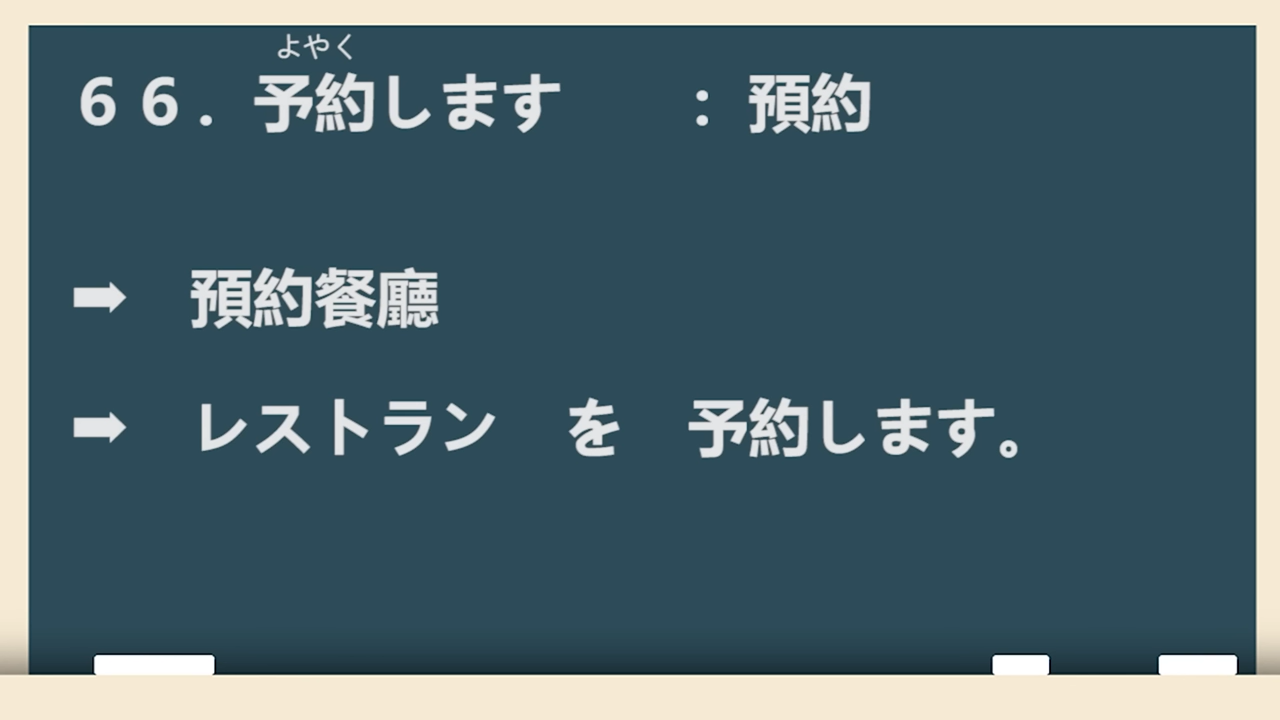 よやく
６６．予約します　　：預約
➡　預約餐廳
➡　レストラン　を　予約します。